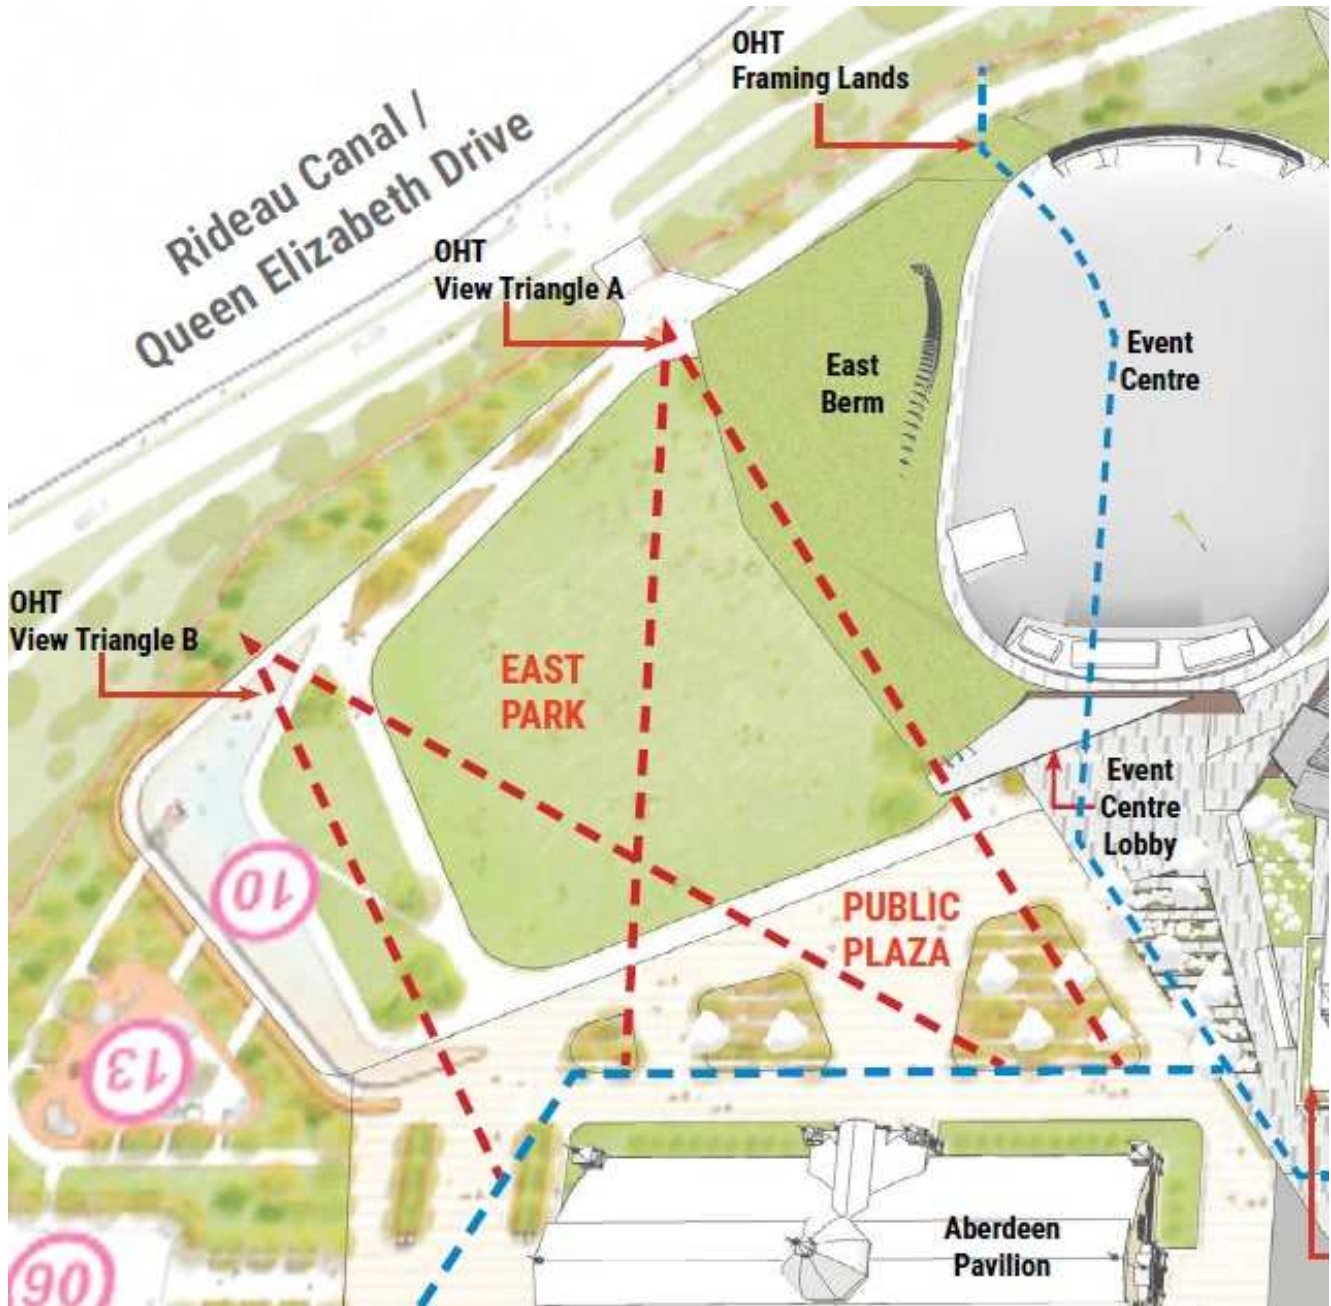 OHT
Framing Lands
Rideau Canal /
Queen Elizabeth Drive
OHT
View Triangle A
East
Berm
Event
Centre
OHT
View Triangle B
EAST
PARK
Event
Centre
Lobby
10
PUBLIC
PLAZA
13
06
Aberdeen
Pavilion